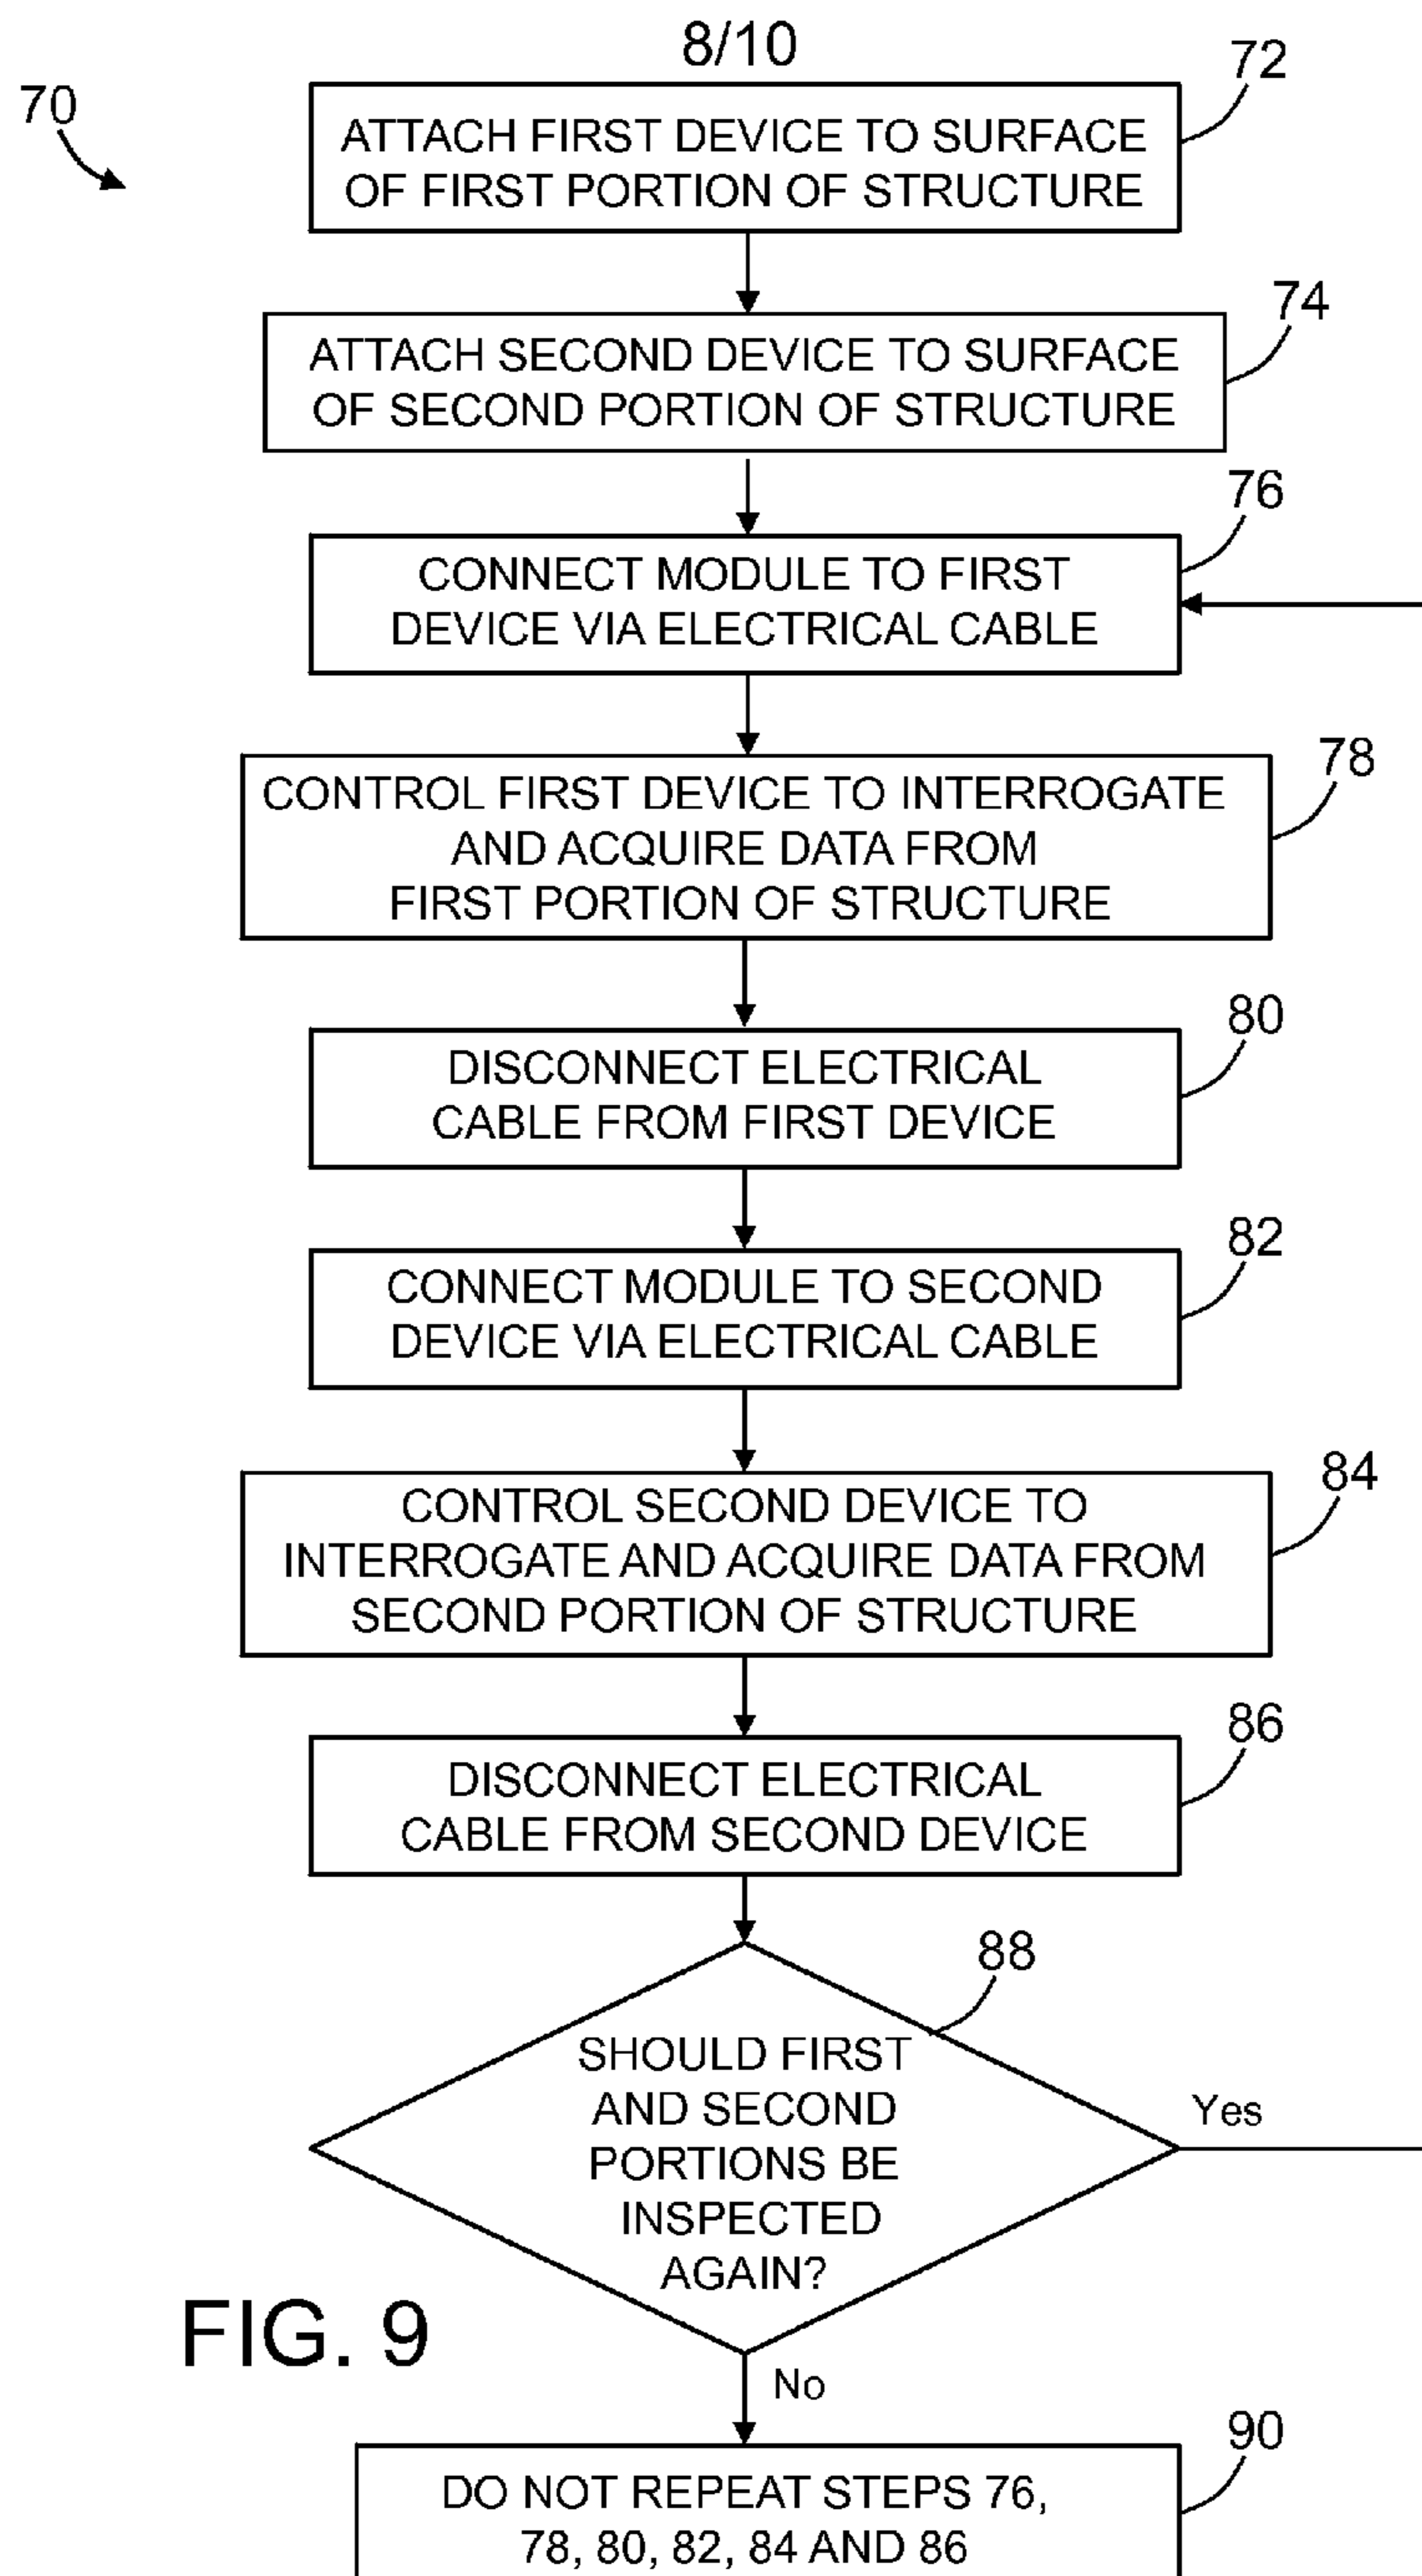 8/10
70
72
ATTACH FIRST DEVICE TO SURFACE
OF FIRST PORTION OF STRUCTURE
74
ATTACH SECOND DEVICE TO SURFACE
OF SECOND PORTION OF STRUCTURE
76
CONNECT MODULE TO FIRST
DEVICE VIA ELECTRICAL CABLE
78
CONTROL FIRST DEVICE TO INTERROGATE
AND ACQUIRE DATA FROM
FIRST PORTION OF STRUCTURE
80
DISCONNECT ELECTRICAL
CABLE FROM FIRST DEVICE
82
CONNECT MODULE TO SECOND
DEVICE VIA ELECTRICAL CABLE
84
CONTROL SECOND DEVICE TO
INTERROGATE AND ACQUIRE DATA FROM
SECOND PORTION OF STRUCTURE
86
DISCONNECT ELECTRICAL
CABLE FROM SECOND DEVICE
88
SHOULD FIRST
AND SECOND
PORTIONS BE
INSPECTED
AGAIN?
Yes
FIG. 9
No
90
DO NOT REPEAT STEPS 76,
78, 80, 82, 84 AND 86